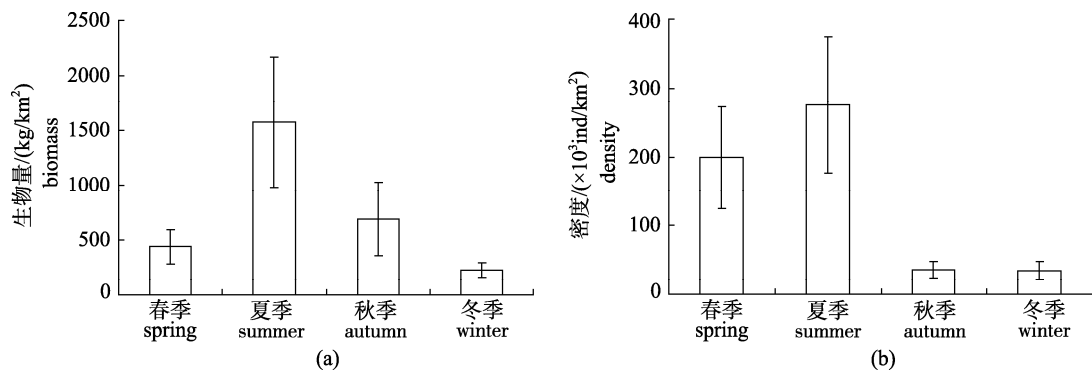 生物量/(kg/km²)
biomass
2500
2000
1500
1000
500
0
春季 夏季 秋季 冬季
spring summer autumn winter
(a)
密度/(×10³ind/km²)
density
400
300
200
100
0
春季 夏季 秋季 冬季
spring summer autumn winter
(b)